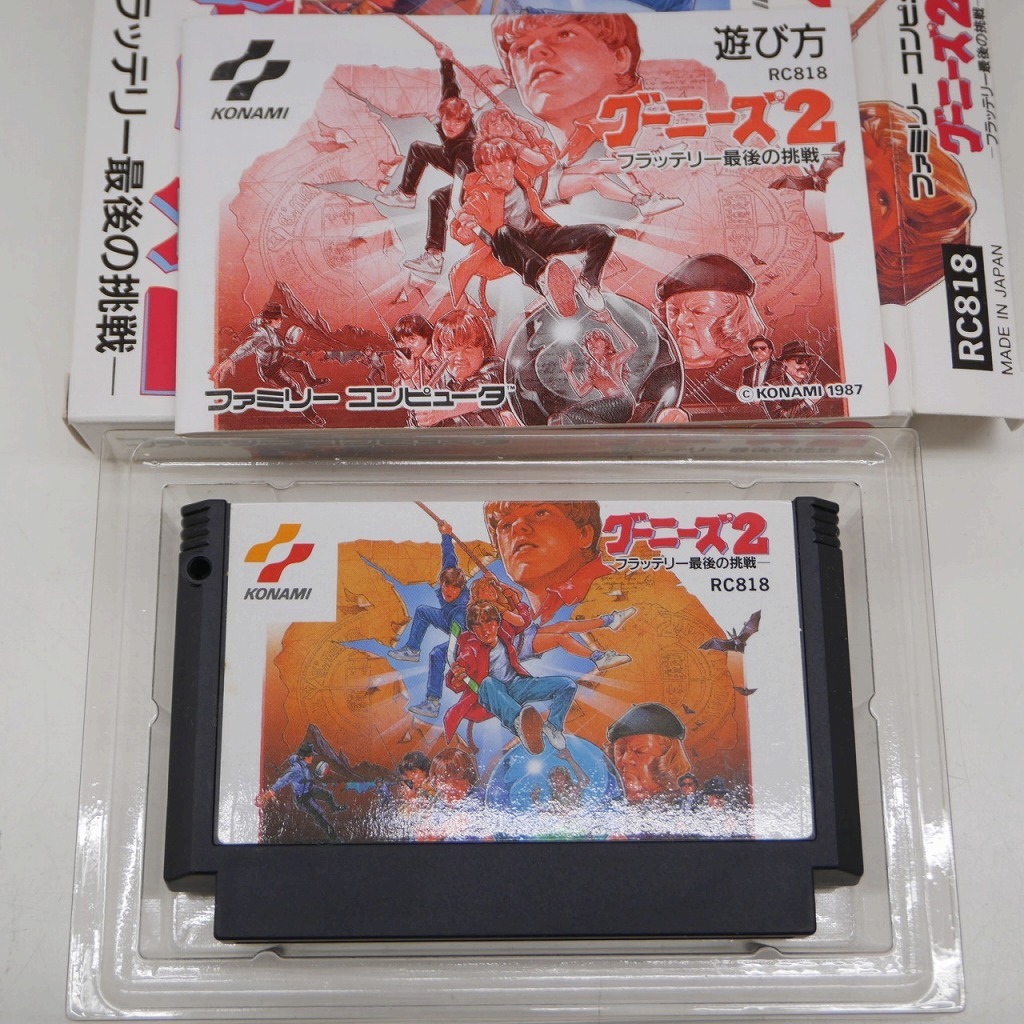 ラッテリー最後の挑戦—
KONAMI
遊び方
RC818
グーニーズ2
—フラッテリー最後の挑戦—
ファミリー コンピュータ™
© KONAMI 1987
ファミリー コンピ
グーニーズ2
—フラッテリー最後の挑戦—
RC818
MADE IN JAPAN
KONAMI
グーニーズ2
—フラッテリー最後の挑戦—
RC818